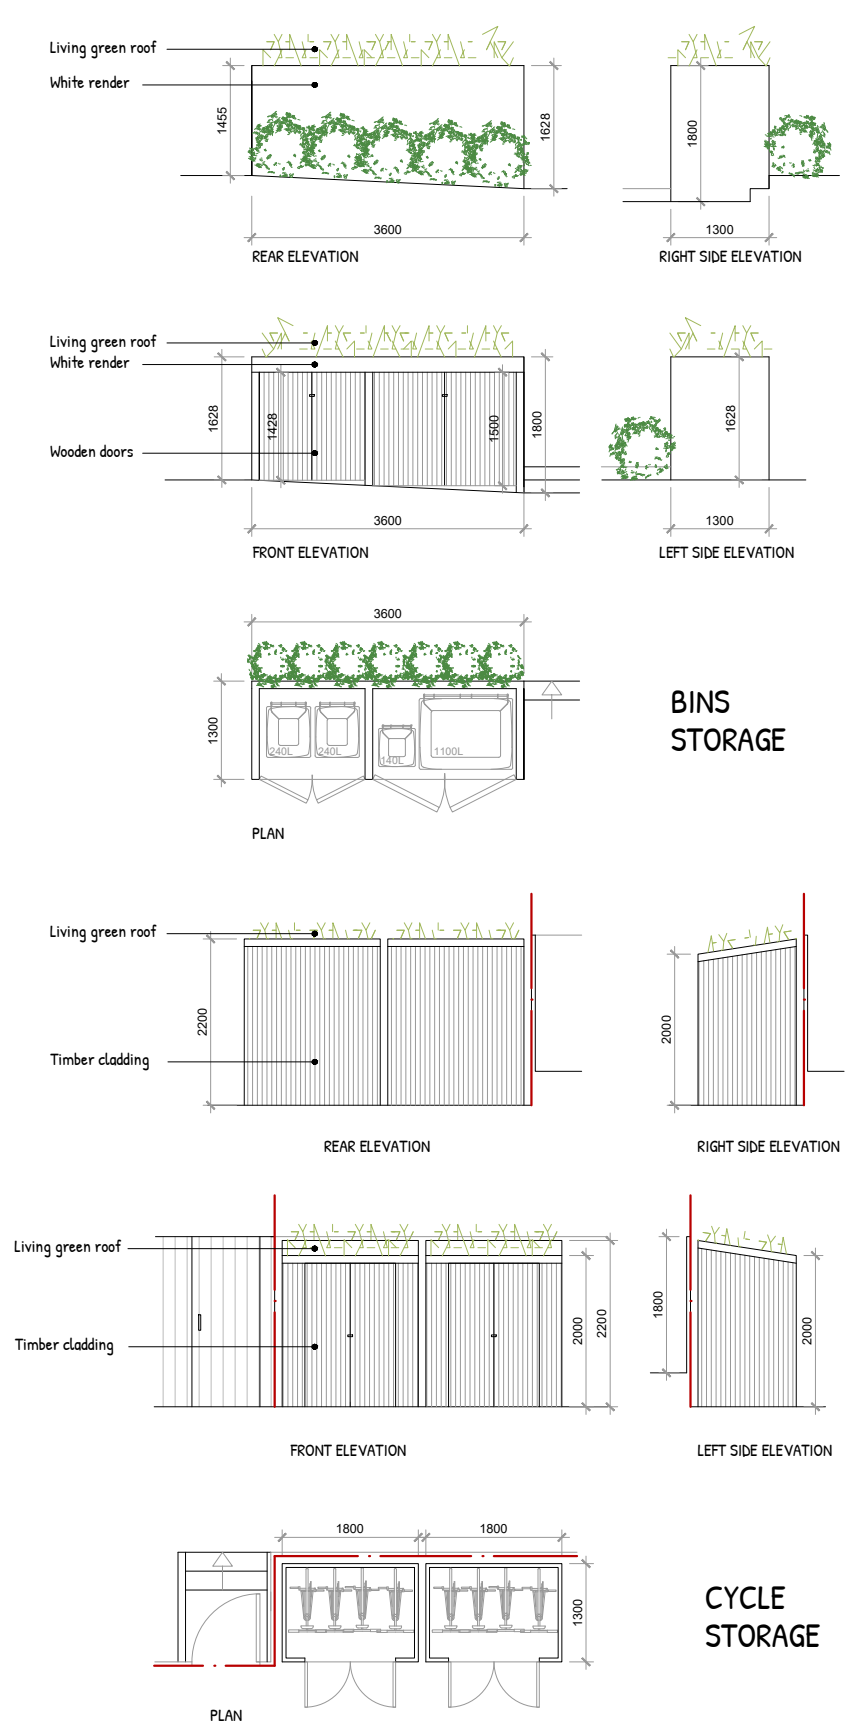 Living green roof
White render
1455
1628
3600
REAR ELEVATION
1800
1300
RIGHT SIDE ELEVATION
Living green roof
White render
Wooden doors
1628
1428
1500
1800
3600
FRONT ELEVATION
1628
1300
LEFT SIDE ELEVATION
3600
1300
240L
240L
140L
1100L
PLAN
BINS
STORAGE
Living green roof
Timber cladding
2200
REAR ELEVATION
2000
RIGHT SIDE ELEVATION
Living green roof
Timber cladding
2000
2200
FRONT ELEVATION
1800
2000
LEFT SIDE ELEVATION
1800
1800
1300
PLAN
CYCLE
STORAGE